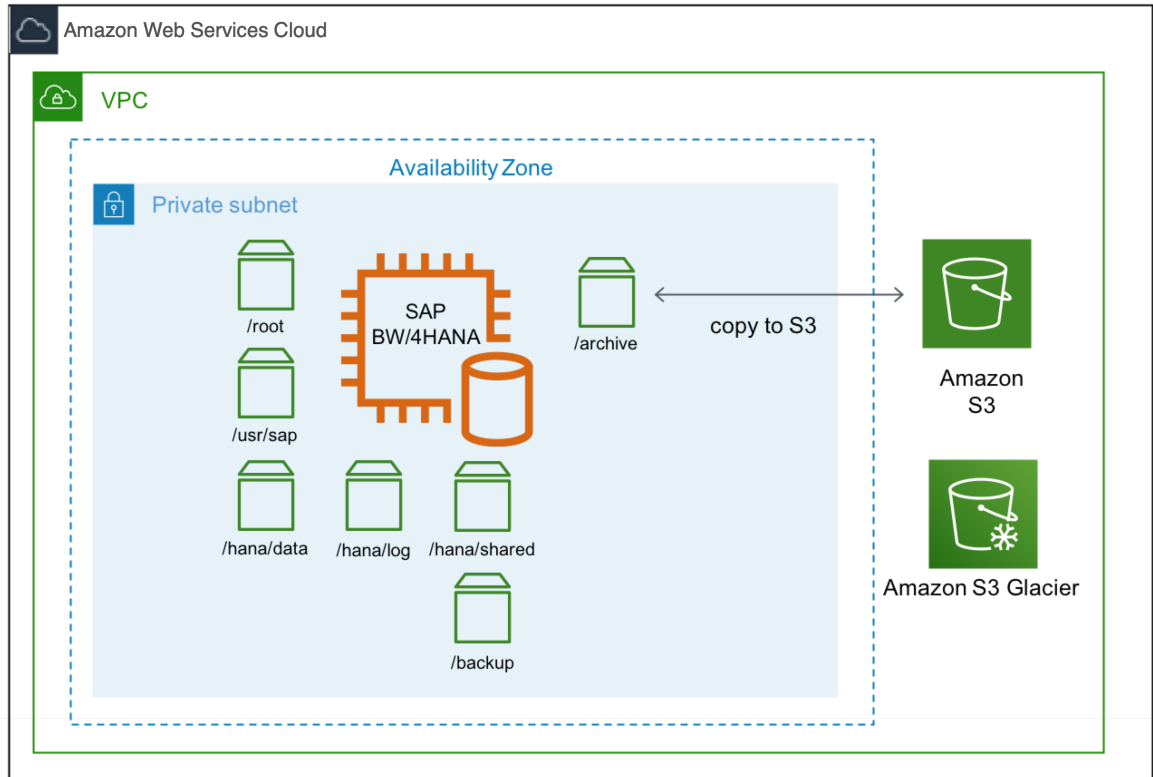 Amazon Web Services Cloud
VPC
Availability Zone
Private subnet
/root
SAP
BW/4HANA
/archive
copy to S3
Amazon
S3
/usr/sap
/hana/data
/hana/log
/hana/shared
Amazon S3 Glacier
/backup